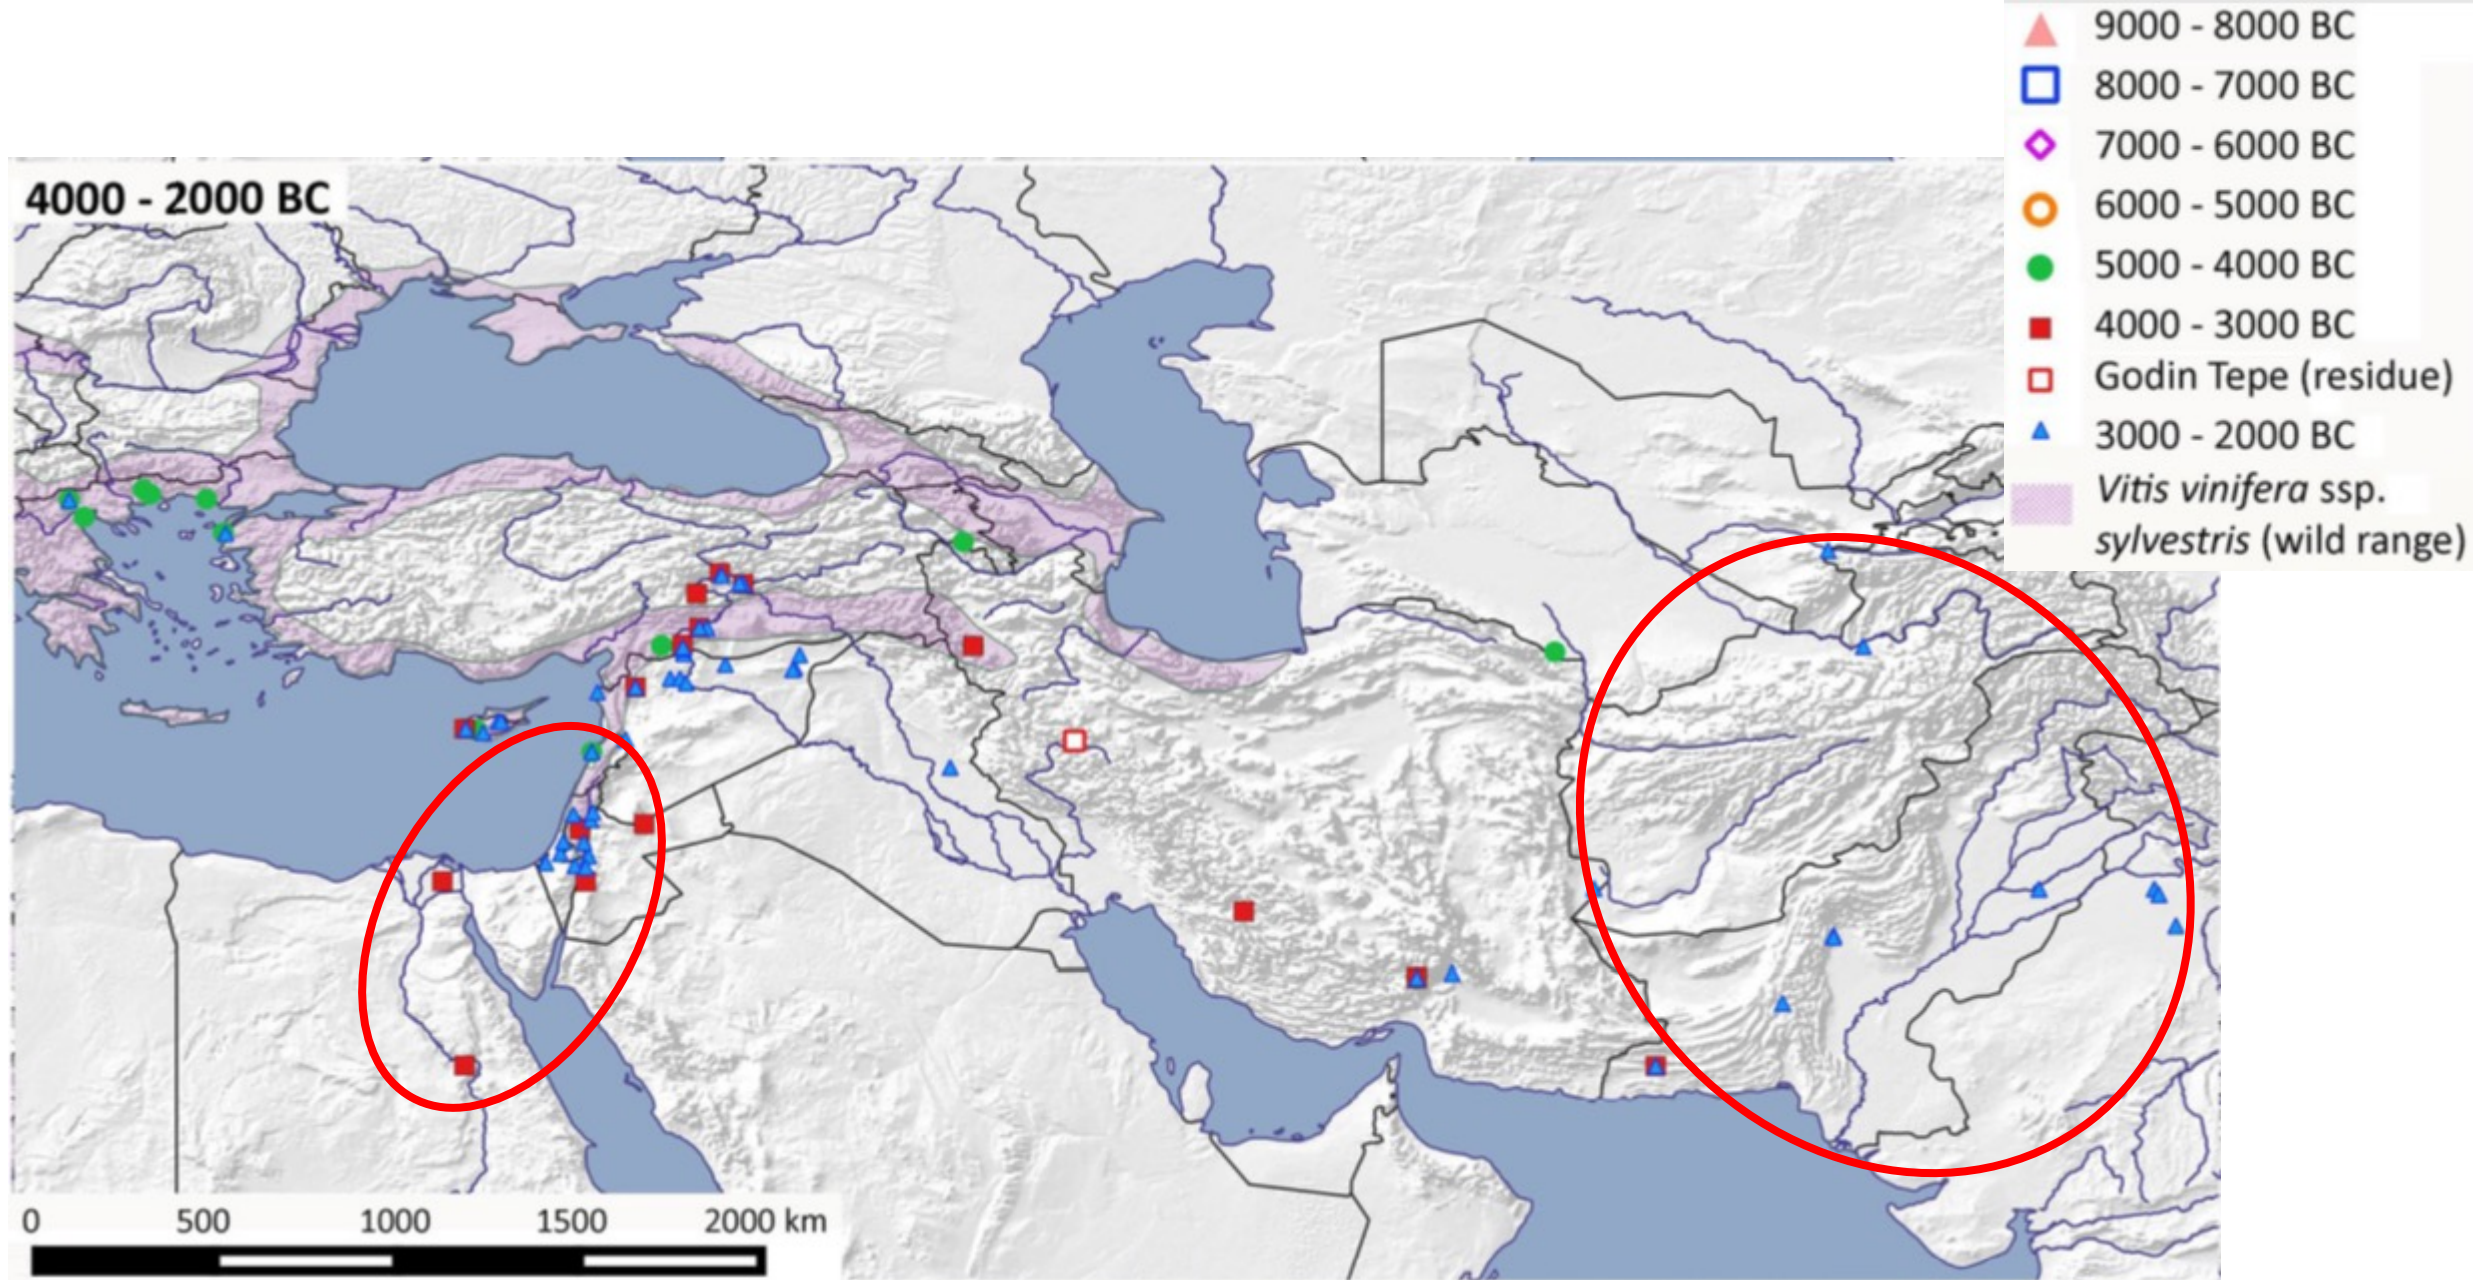 9000 - 8000 BC
8000 - 7000 BC
7000 - 6000 BC
6000 - 5000 BC
5000 - 4000 BC
4000 - 3000 BC
Godin Tepe (residue)
3000 - 2000 BC
Vitis vinifera ssp.
sylvestris (wild range)
4000 - 2000 BC
0 500 1000 1500 2000 km